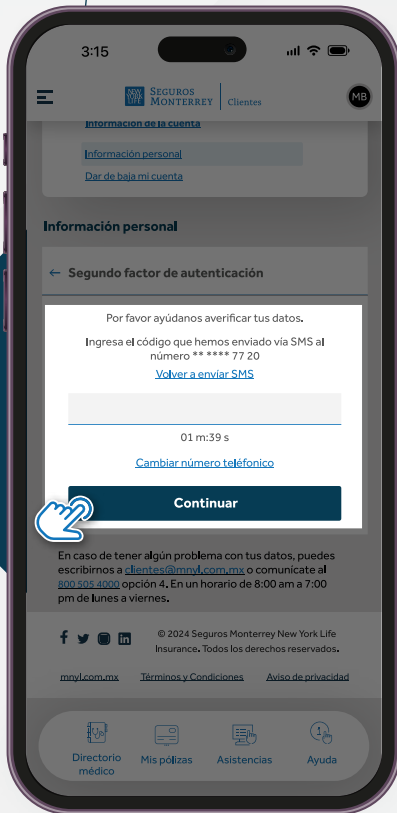 3:15
NEW YORK LIFE
SEGUROS
MONTERREY
Clientes
MB
Información de la cuenta
Información personal
Dar de baja mi cuenta
Información personal
← Segundo factor de autenticación
Por favor ayúdanos averificar tus datos.
Ingresa el código que hemos enviado vía SMS al
número ** **** 77 20
Volver a enviar SMS
01 m:39 s
Cambiar número teléfonico
Continuar
En caso de tener algún problema con tus datos, puedes
escribirnos a clientes@mnyl.com.mx o comunícate al
800 505 4000 opción 4. En un horario de 8:00 am a 7:00
pm de lunes a viernes.
© 2024 Seguros Monterrey New York Life
Insurance. Todos los derechos reservados.
mnyl.com.mx Términos y Condiciones Aviso de privacidad
Directorio
médico
Mis pólizas
Asistencias
Ayuda